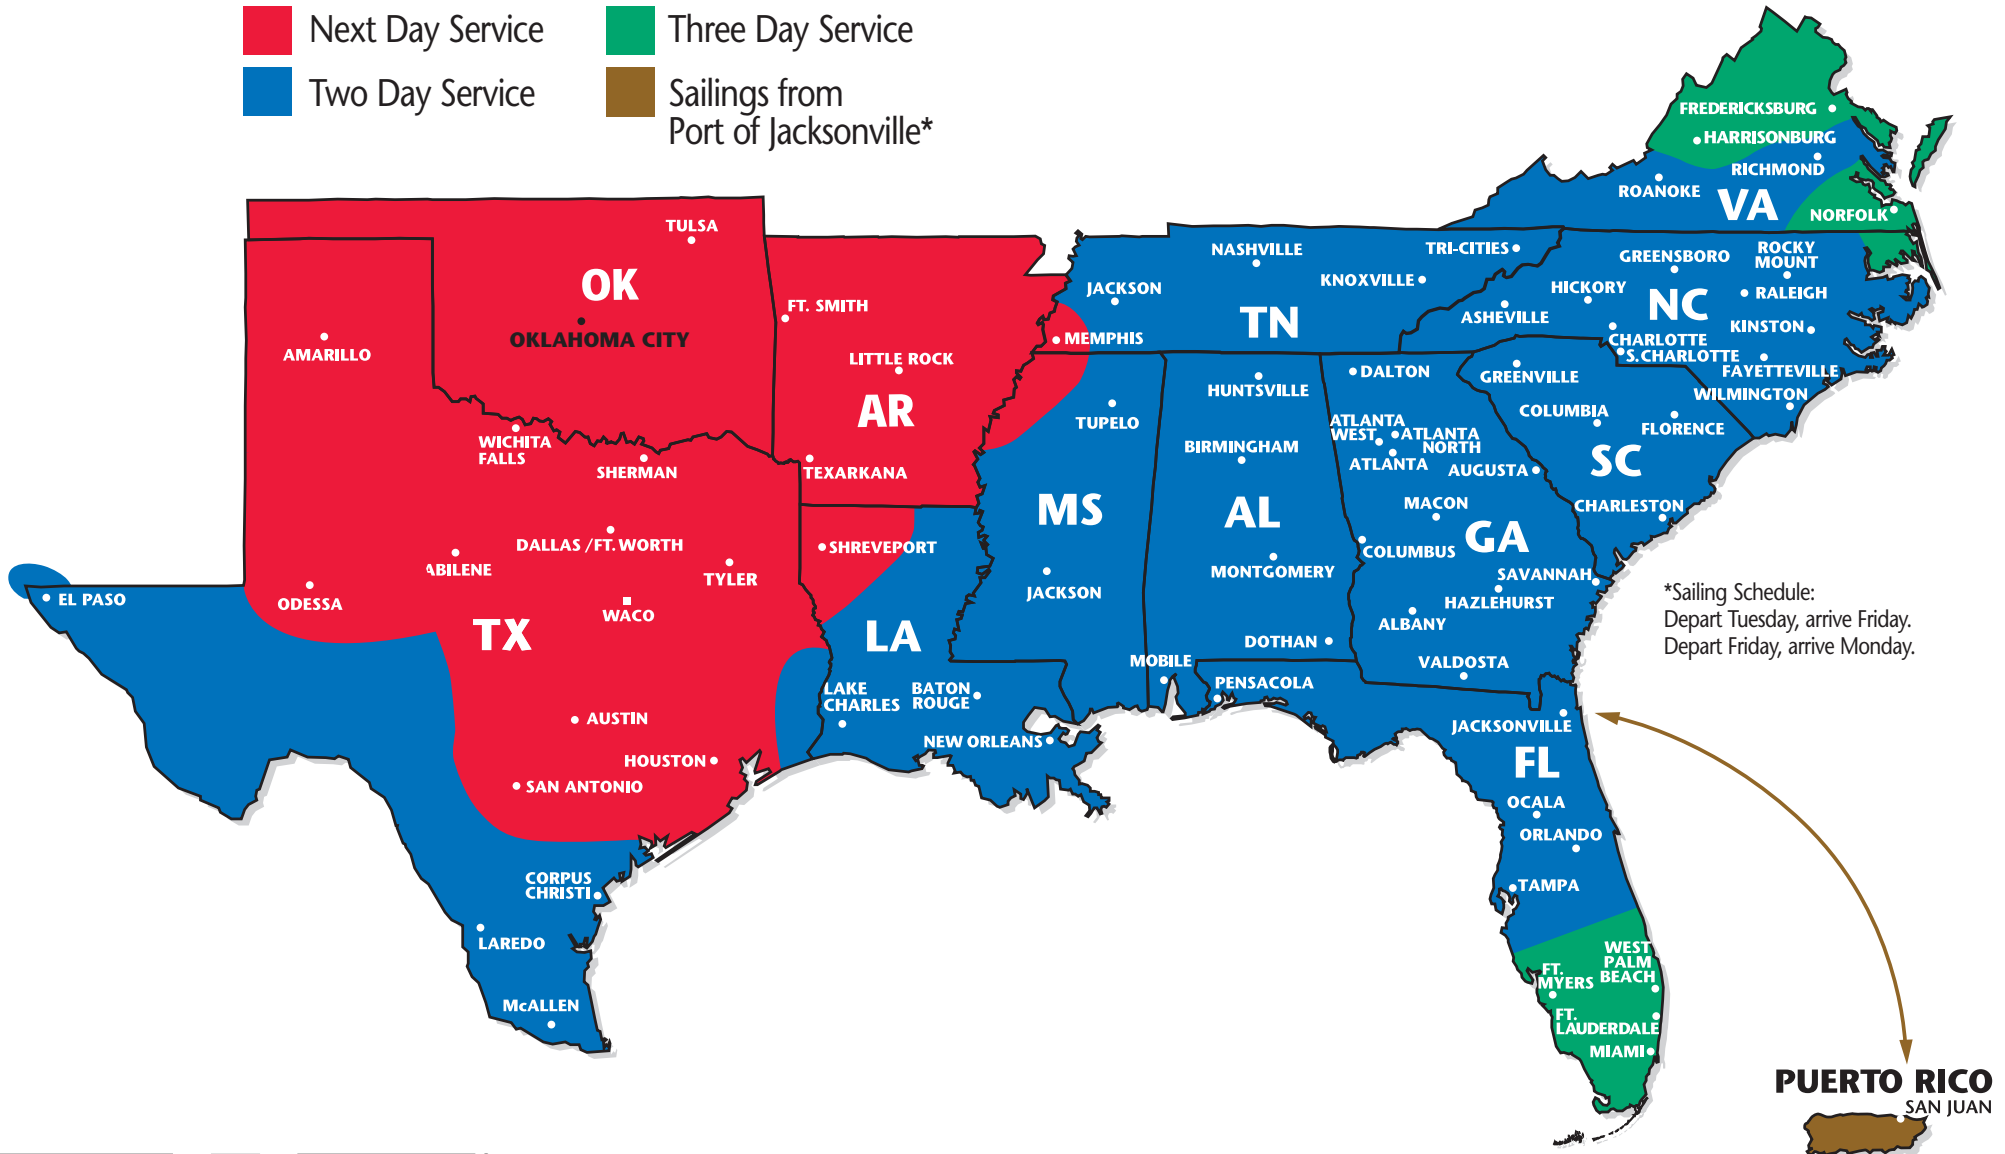 Next Day Service
Three Day Service
Two Day Service
Sailings from
Port of Jacksonville*
FREDERICKSBURG
HARRISONBURG
RICHMOND
ROANOKE
VA
NORFOLK
TULSA
OK
OKLAHOMA CITY
AMARILLO
FT. SMITH
LITTLE ROCK
AR
TEXARKANA
NASHVILLE
TRI-CITIES
KNOXVILLE
JACKSON
TN
MEMPHIS
GREENSBORO
ROCKY
MOUNT
HICKORY
NC
RALEIGH
ASHEVILLE
CHARLOTTE
KINSTON
S.CHARLOTTE
FAYETTEVILLE
WILMINGTON
GREENVILLE
COLUMBIA
FLORENCE
SC
CHARLESTON
WICHITA
FALLS
SHERMAN
DALLAS / FT. WORTH
ABILENE
TYLER
ODESSA
WACO
EL PASO
TX
AUSTIN
HOUSTON
SAN ANTONIO
CORPUS
CHRISTI
LAREDO
McALLEN
SHREVEPORT
LA
LAKE
CHARLES
BATON
ROUGE
NEW ORLEANS
TUPELO
MS
JACKSON
HUNTSVILLE
BIRMINGHAM
AL
MONTGOMERY
DOTHAN
MOBILE
DALTON
ATLANTA
WEST
ATLANTA
NORTH
ATLANTA
AUGUSTA
MACON
GA
COLUMBUS
SAVANNAH
HAZLEHURST
ALBANY
VALDOSTA
*Sailing Schedule:
Depart Tuesday, arrive Friday.
Depart Friday, arrive Monday.
PENSACOLA
JACKSONVILLE
FL
OCALA
ORLANDO
TAMPA
WEST
PALM
BEACH
FT.
MYERS
FT.
LAUDERDALE
MIAMI
PUERTO RICO
SAN JUAN